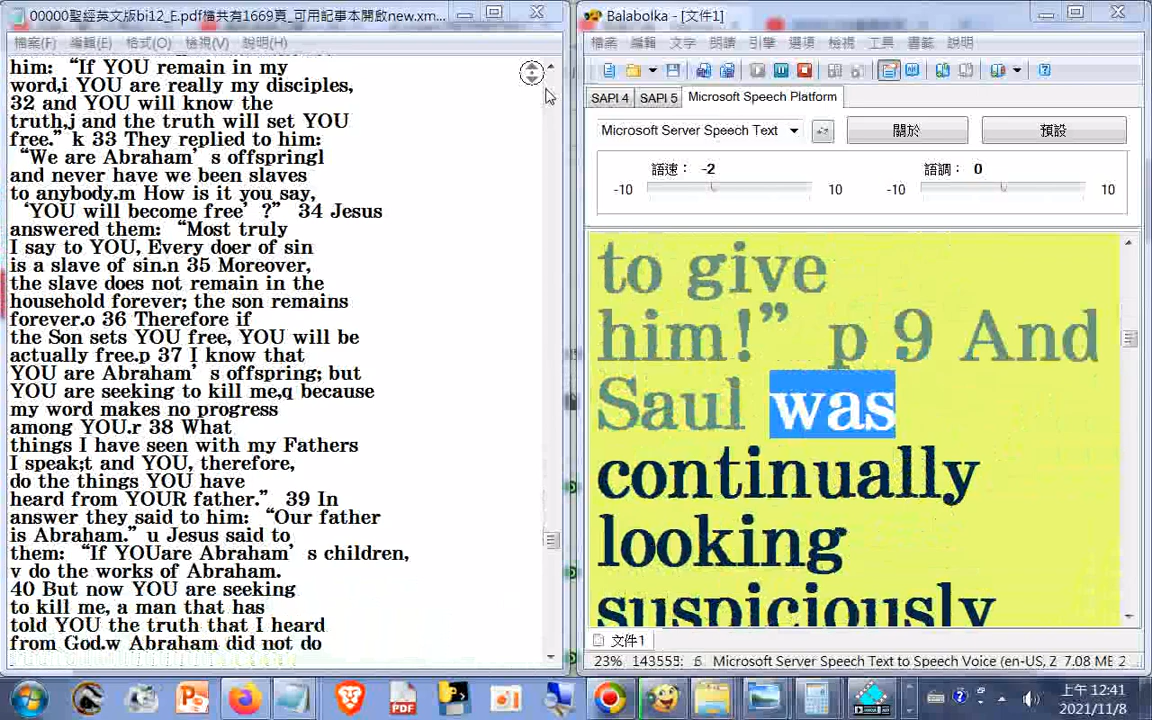 00000聖經英文版bi12_E.pdf檔共有1669頁_可用記事本開啟new.xm...
檔案(F) 編輯(E) 格式(O) 檢視(V) 說明(H)
him: “If YOU remain in my
word,i YOU are really my disciples,
32 and YOU will know the
truth,j and the truth will set YOU
free.” k 33 They replied to him:
“We are Abraham’s offspringl
and never have we been slaves
to anybody.m How is it you say,
‘YOU will become free’?” 34 Jesus
answered them: “Most truly
I say to YOU, Every doer of sin
is a slave of sin.n 35 Moreover,
the slave does not remain in the
household forever; the son remains
forever.o 36 Therefore if
the Son sets YOU free, YOU will be
actually free.p 37 I know that
YOU are Abraham’s offspring; but
YOU are seeking to kill me,q because
my word makes no progress
among YOU.r 38 What
things I have seen with my Fathers
I speak;t and YOU, therefore,
do the things YOU have
heard from YOUR father.” 39 In
answer they said to him: “Our father
is Abraham.” u Jesus said to
them: “If YOUare Abraham’s children,
v do the works of Abraham.
40 But now YOU are seeking
to kill me, a man that has
told YOU the truth that I heard
from God.w Abraham did not do
Balabolka - [文件1]
檔案 編輯 文字 朗讀 引擎 選項 檢視 工具 書籤 說明
SAPI 4 SAPI 5 Microsoft Speech Platform
Microsoft Server Speech Text 關於 預設
語速： -2 語調： 0
-10 10 -10 10
to give
him!” p 9 And
Saul was
continually
looking
suspiciously
文件1
23% 143555: 6 Microsoft Server Speech Text to Speech Voice (en-US, Z 7.08 MB 2
PDF
上午 12:41
2021/11/8